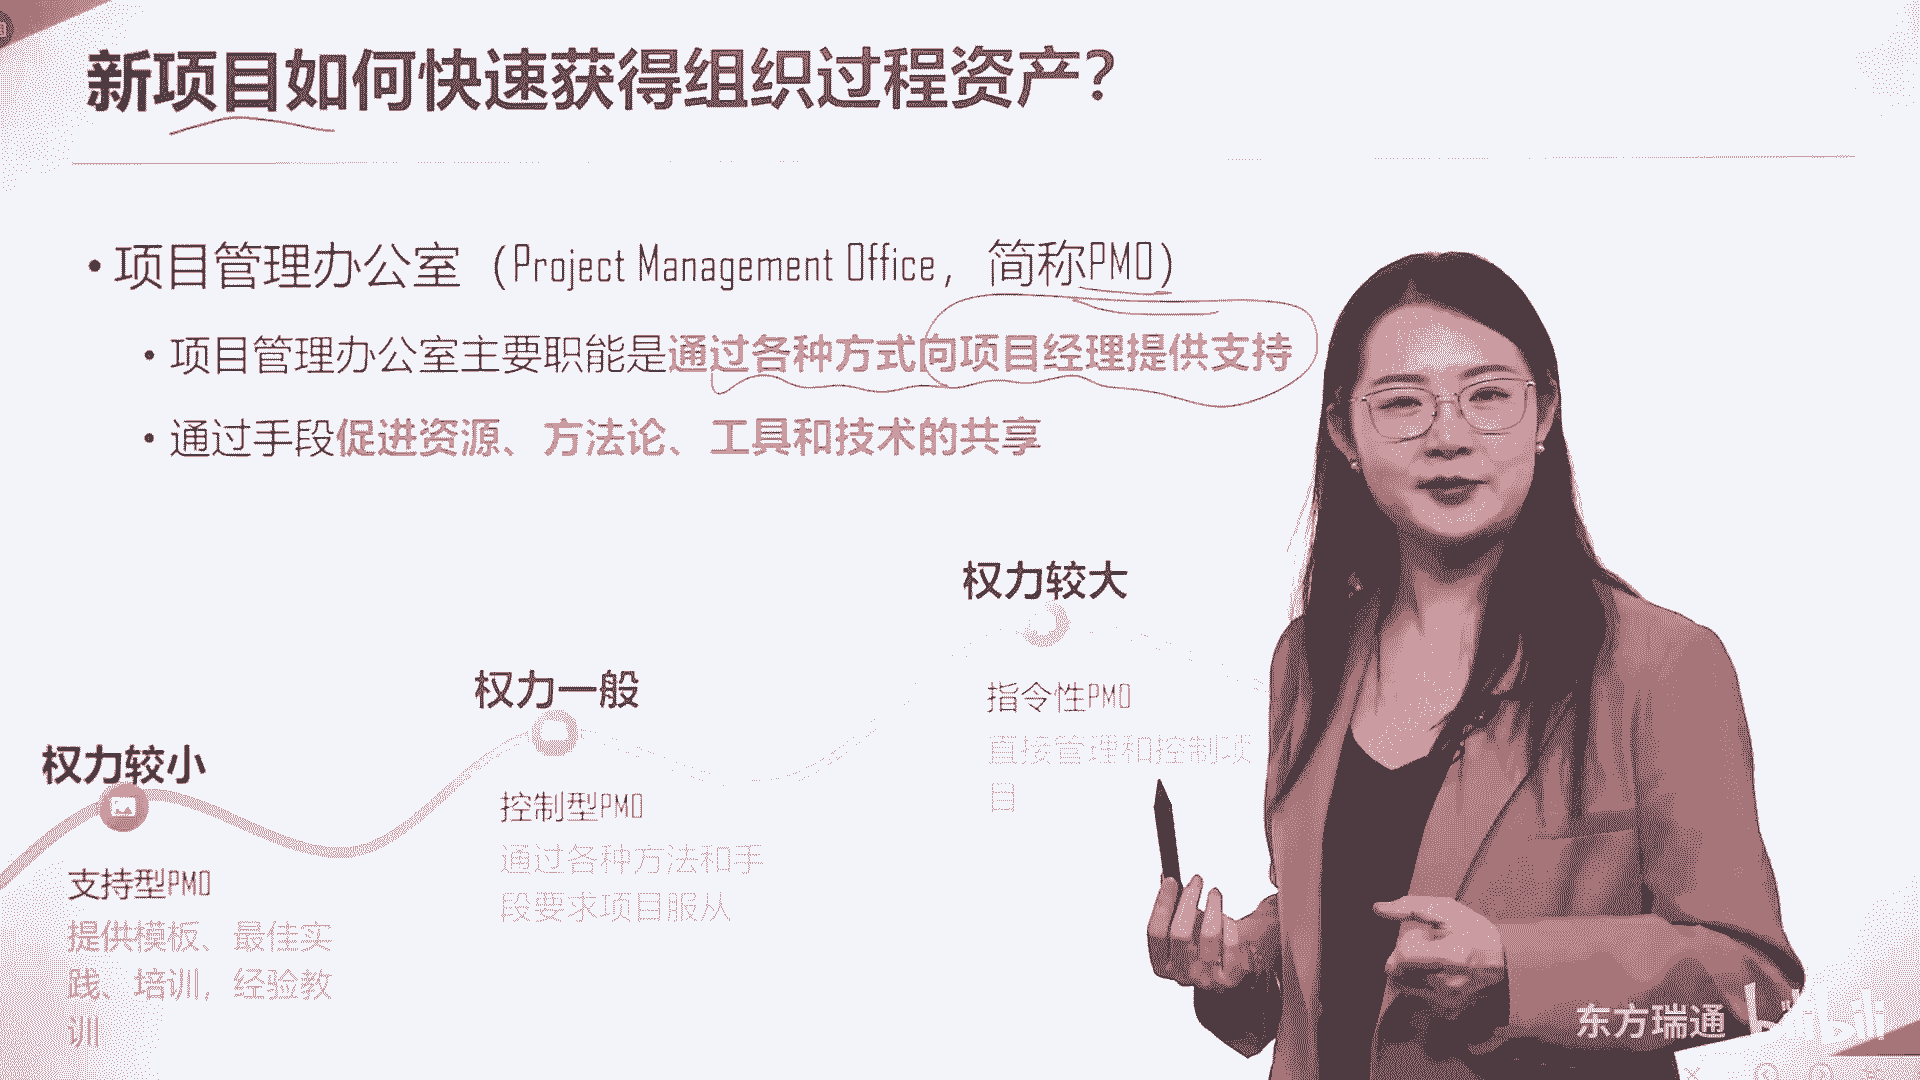 新项目如何快速获得组织过程资产？
• 项目管理办公室（Project Management Office，简称PMO）
• 项目管理办公室主要职能是通过各种方式向项目经理提供支持
• 通过手段促进资源、方法论、工具和技术的共享
权力较小
支持型PMO
提供模板、最佳实
践、培训，经验教
训
权力一般
控制型PMO
通过各种方法和手
段要求项目服从
权力较大
指令性PMO
直接管理和控制项
目
东方瑞通
bilibili